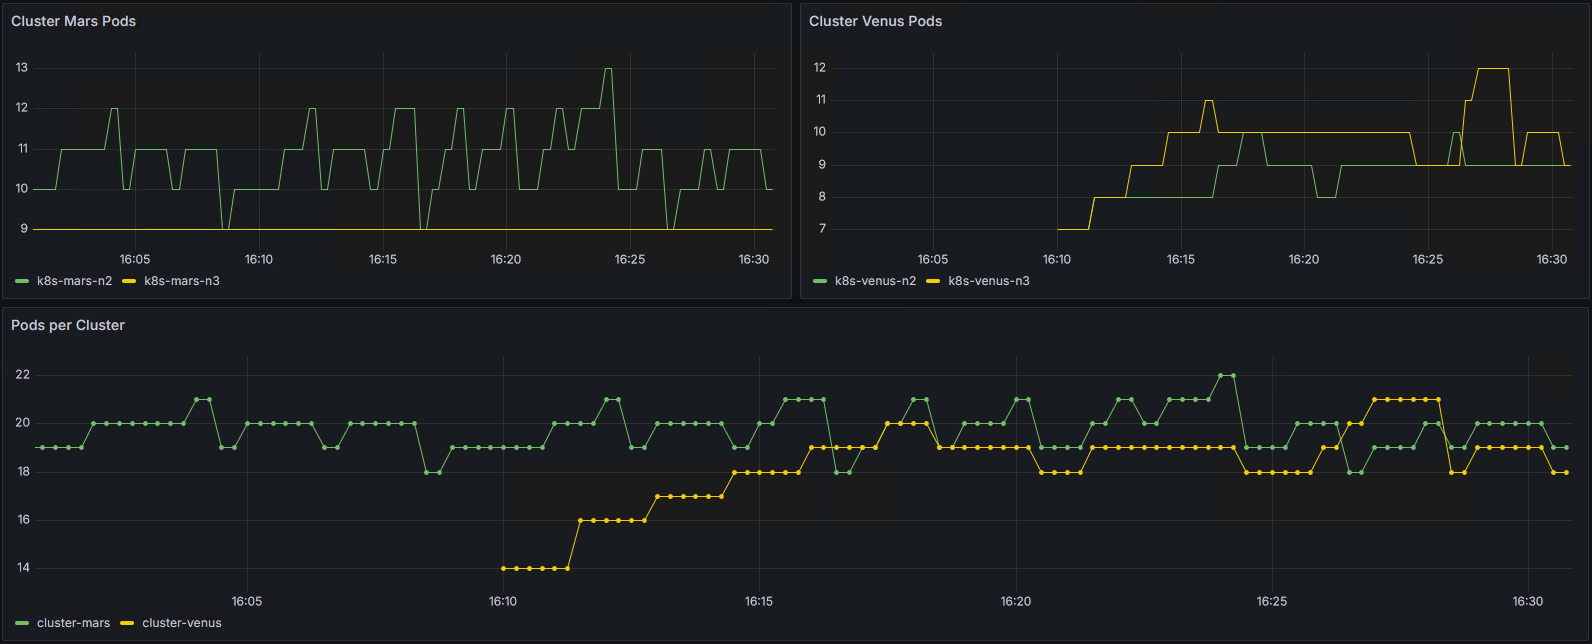 Cluster Mars Pods
13
12
11
10
9
16:05 16:10 16:15 16:20 16:25 16:30
k8s-mars-n2 k8s-mars-n3
Cluster Venus Pods
12
11
10
9
8
7
16:05 16:10 16:15 16:20 16:25 16:30
k8s-venus-n2 k8s-venus-n3
Pods per Cluster
22
20
18
16
14
16:05 16:10 16:15 16:20 16:25 16:30
cluster-mars cluster-venus